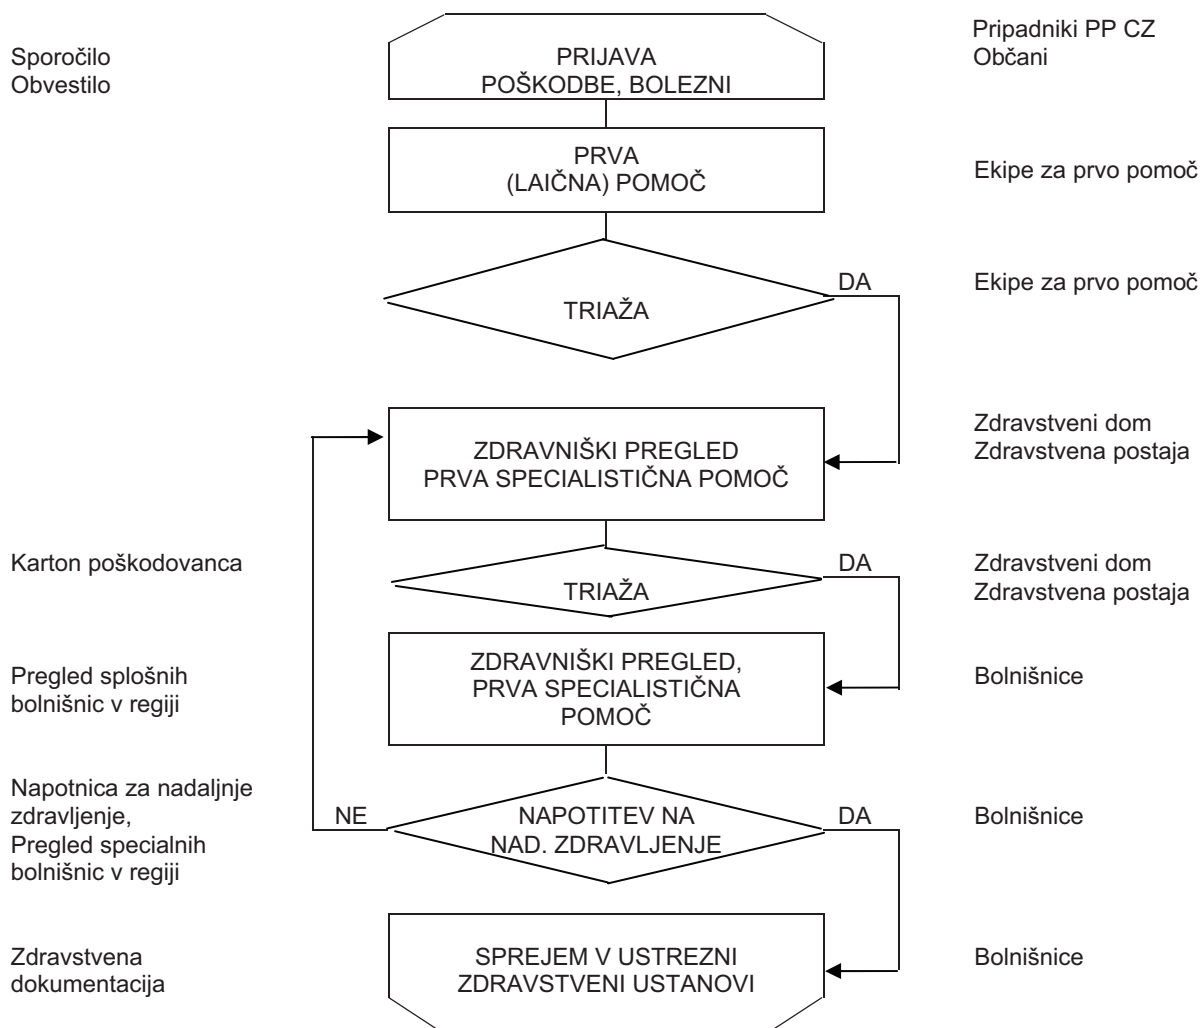 Sporočilo
Obvestilo
PRIJAVA
POŠKODBE, BOLEZNI
Pripadniki PP CZ
Občani
PRVA
(LAIČNA) POMOČ
Ekipe za prvo pomoč
TRIAŽA
DA
Ekipe za prvo pomoč
ZDRAVNIŠKI PREGLED
PRVA SPECIALISTIČNA POMOČ
Zdravstveni dom
Zdravstvena postaja
Karton poškodovanca
TRIAŽA
DA
Zdravstveni dom
Zdravstvena postaja
Pregled splošnih
bolnišnic v regiji
ZDRAVNIŠKI PREGLED,
PRVA SPECIALISTIČNA
POMOČ
Bolnišnice
Napotnica za nadaljnje
zdravljenje,
Pregled specialnih
bolnišnic v regiji
NE
NAPOTITEV NA
NAD. ZDRAVLJENJE
DA
Bolnišnice
Zdravstvena
dokumentacija
SPREJEM V USTREZNI
ZDRAVSTVENI USTANOVI
Bolnišnice